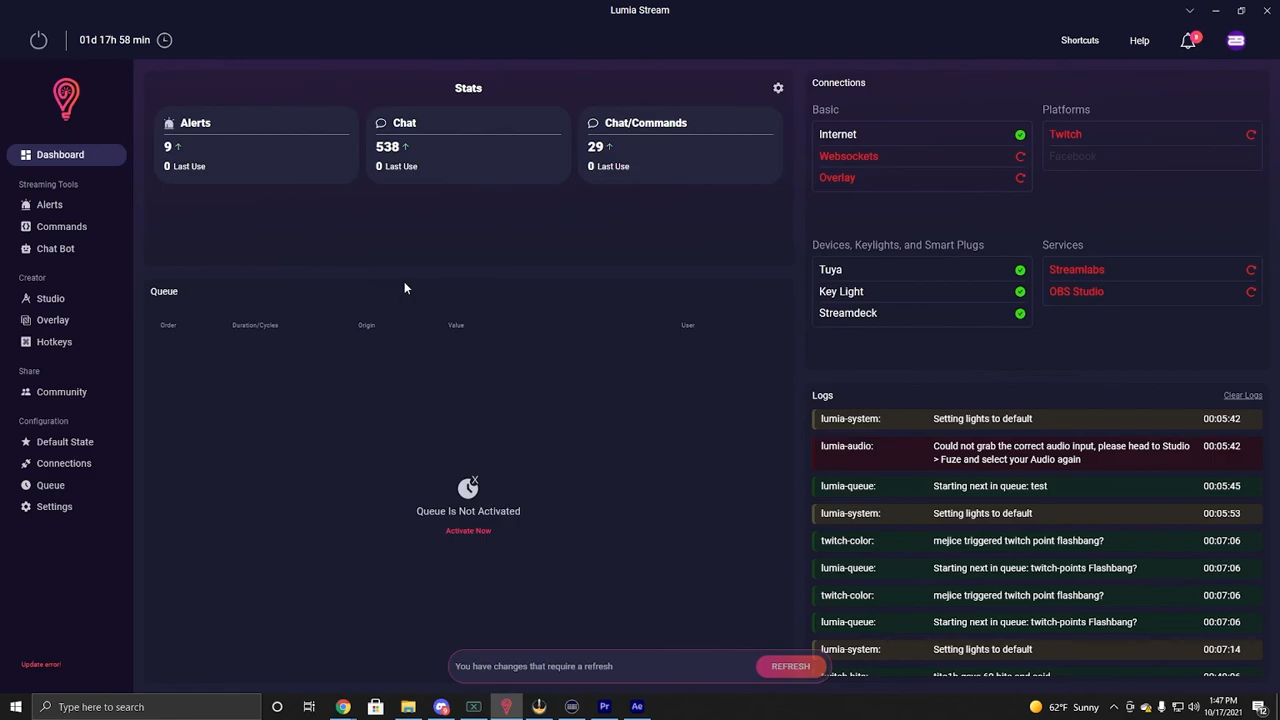 Lumia Stream
01d 17h 58 min
Shortcuts
Help
Stats
Alerts
9 ↑
0 Last Use
Chat
538 ↑
0 Last Use
Chat/Commands
29 ↑
0 Last Use
Dashboard
Streaming Tools
Alerts
Commands
Chat Bot
Creator
Studio
Overlay
Hotkeys
Share
Community
Configuration
Default State
Connections
Queue
Settings
Update error!
Queue
Order Duration/Cycles Origin Value User
Queue Is Not Activated
Activate Now
Connections
Basic
Internet
Websockets
Overlay
Platforms
Twitch
Facebook
Devices, Keylights, and Smart Plugs
Tuya
Key Light
Streamdeck
Services
Streamlabs
OBS Studio
Logs
Clear Logs
lumia-system: Setting lights to default 00:05:42
lumia-audio: Could not grab the correct audio input, please head to Studio 00:05:42
> Fuze and select your Audio again
lumia-queue: Starting next in queue: test 00:05:45
lumia-system: Setting lights to default 00:05:53
twitch-color: mejice triggered twitch point flashbang? 00:07:06
lumia-queue: Starting next in queue: twitch-points Flashbang? 00:07:06
twitch-color: mejice triggered twitch point flashbang? 00:07:06
lumia-queue: Starting next in queue: twitch-points Flashbang? 00:07:06
lumia-system: Setting lights to default 00:07:14
You have changes that require a refresh
REFRESH
Type here to search
Pr
Ae
62°F Sunny
1:47 PM
10/17/2021
12